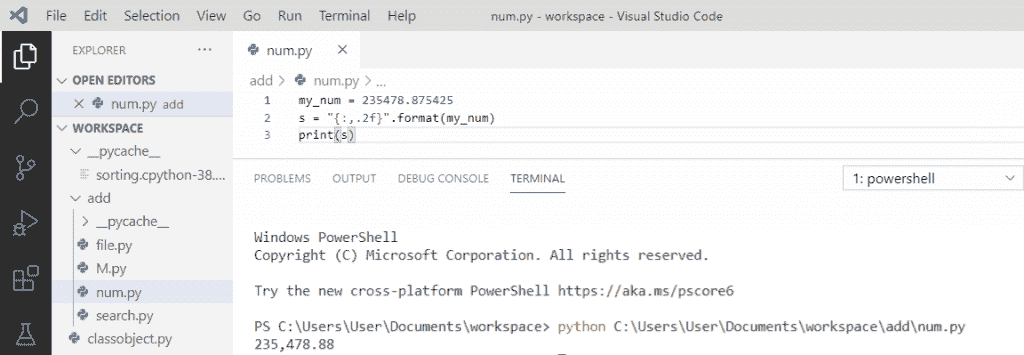 File Edit Selection View Go Run Terminal Help num.py - workspace - Visual Studio Code
EXPLORER ...
OPEN EDITORS
num.py add
WORKSPACE
__pycache__
sorting.cpython-38....
add
__pycache__
file.py
M.py
num.py
search.py
classobject.py
num.py
add > num.py > ...
1 my_num = 235478.875425
2 s = "{:,.2f}".format(my_num)
3 print(s)
PROBLEMS OUTPUT DEBUG CONSOLE TERMINAL 1: powershell
Windows PowerShell
Copyright (C) Microsoft Corporation. All rights reserved.
Try the new cross-platform PowerShell https://aka.ms/pscore6
PS C:\Users\User\Documents\workspace> python C:\Users\User\Documents\workspace\add\num.py
235,478.88